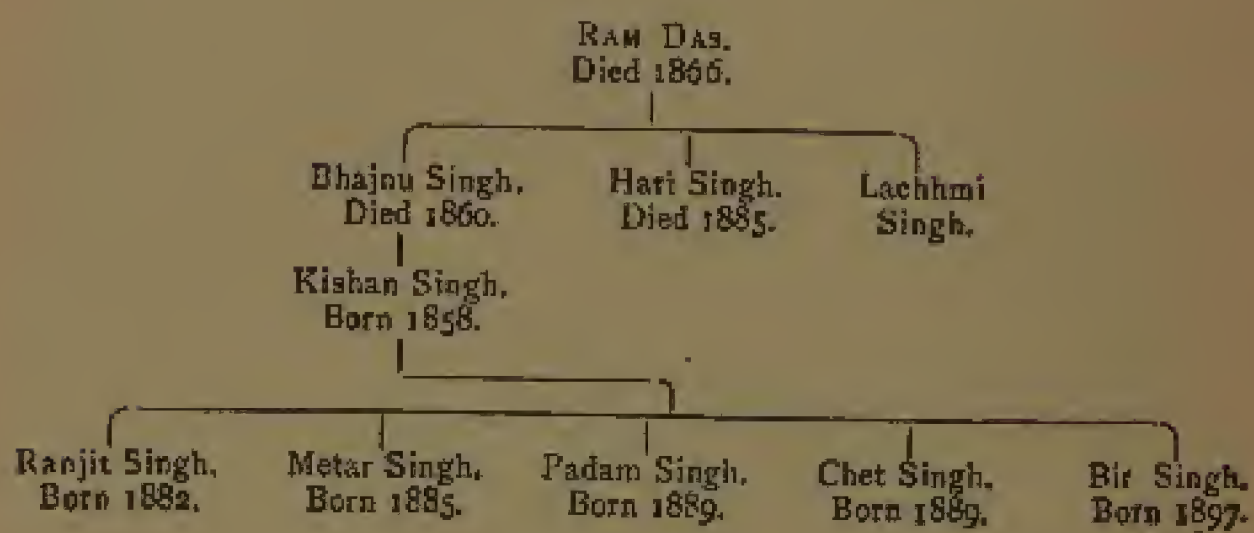 RAM DAS.
Died 1866.
Bhajnu Singh.
Died 1860.
Hari Singh.
Died 1885.
Lachhmi
Singh.
Kishan Singh.
Born 1858.
Ranjit Singh.
Born 1882.
Metar Singh.
Born 1885.
Padam Singh.
Born 1889.
Chet Singh.
Born 1889.
Bir Singh.
Born 1897.